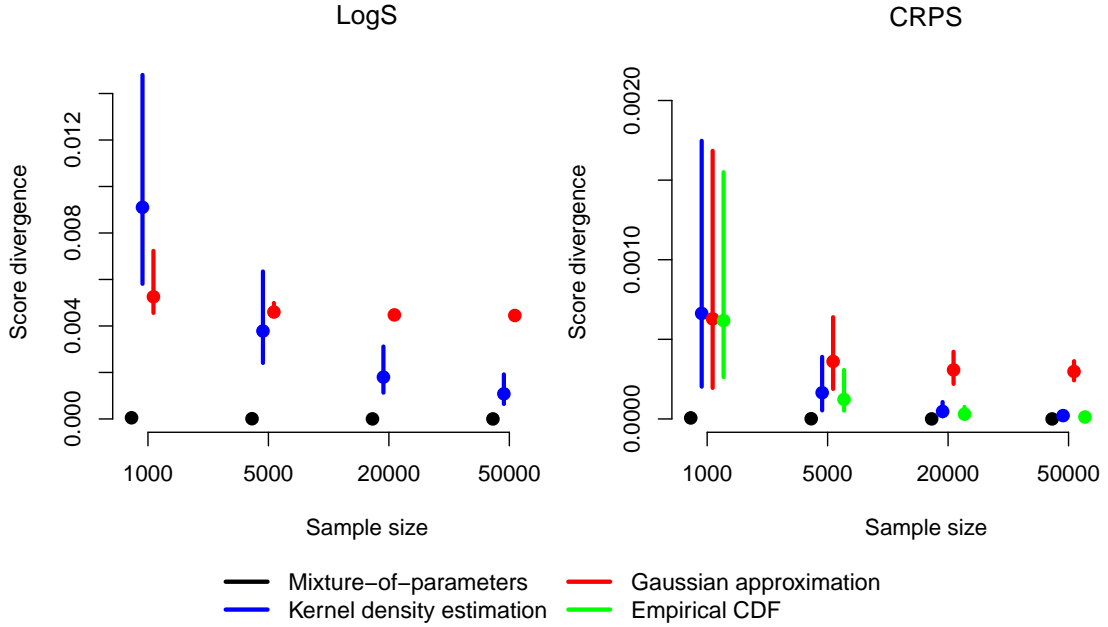 LogS
CRPS
Score divergence
0.000
0.004
0.008
0.012
1000
5000
20000
50000
Sample size
Score divergence
0.0000
0.0010
0.0020
1000
5000
20000
50000
Sample size
Mixture−of−parameters
Kernel density estimation
Gaussian approximation
Empirical CDF